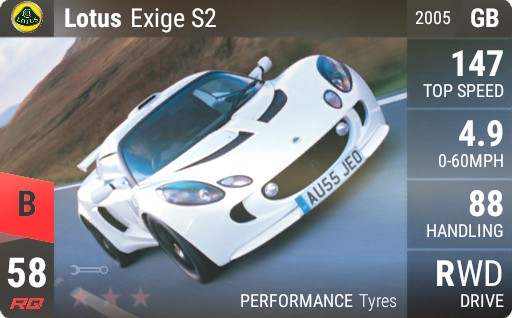 LOTUS
Lotus Exige S2
2005 GB
147
TOP SPEED
4.9
0-60MPH
88
HANDLING
RWD
DRIVE
B
58
RQ
AU55 JEO
PERFORMANCE Tyres